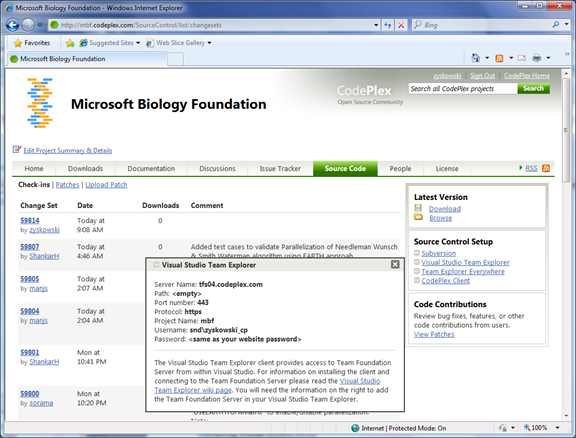 Microsoft Biology Foundation - Windows Internet Explorer
http://mbf.codeplex.com/SourceControl/list/changesets
Bing
Favorites Suggested Sites Web Slice Gallery
Microsoft Biology Foundation
Page Safety Tools
zyskowski | Sign Out | CodePlex Home
CodePlex
Open Source Community
Search all CodePlex projects Search
Microsoft Biology Foundation
Edit Project Summary & Details
Home Downloads Documentation Discussions Issue Tracker Source Code People License RSS
Check-ins | Patches | Upload Patch
Change Set Date Downloads Comment
59814 Today at 0
by zyskowski 9:08 AM
59807 Today at 0 Added test cases to validate Parallelization of Needleman Wunsch
by ShankarH 4:46 AM & Smith Waterman algorithm using EARTH approah
59805 Today at
by manjs 2:07 AM
59804 Today at
by manjs 2:04 AM
59801 Mon at
by ShankarH 10:41 PM
59800 Mon at
by sorama 10:20 PM
"UseEARTHForMatrix" to enable/disable parallelization.
Visual Studio Team Explorer
Server Name: tfs04.codeplex.com
Path: <empty>
Port number: 443
Protocol: https
Project Name: mbf
Username: snd\zyskowski_cp
Password: <same as your website password>
The Visual Studio Team Explorer client provides access to Team Foundation
Server from within Visual Studio. For information on installing the client and
connecting to the Team Foundation Server please read the Visual Studio
Team Explorer wiki page. You will need the information on the right to add
the Team Foundation Server in your Visual Studio Team Explorer.
Latest Version
Download
Browse
Source Control Setup
Subversion
Visual Studio Team Explorer
Team Explorer Everywhere
CodePlex Client
Code Contributions
Review bug fixes, features, or other
code contributions from users.
View Patches
Internet | Protected Mode: On 100%